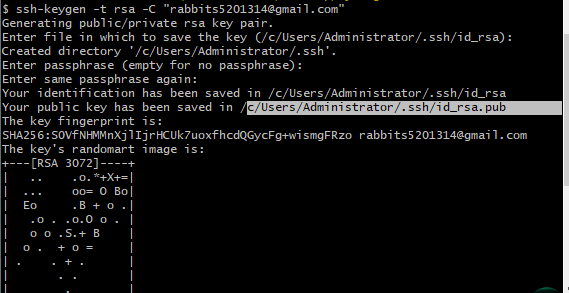 $ ssh-keygen -t rsa -C "rabbits5201314@gmail.com"
Generating public/private rsa key pair.
Enter file in which to save the key (/c/Users/Administrator/.ssh/id_rsa):
Created directory '/c/Users/Administrator/.ssh'.
Enter passphrase (empty for no passphrase):
Enter same passphrase again:
Your identification has been saved in /c/Users/Administrator/.ssh/id_rsa
Your public key has been saved in /c/Users/Administrator/.ssh/id_rsa.pub
The key fingerprint is:
SHA256:SOVfNHMMnXjlIjrHCUk7uoxfhcdQGycFg+wismgFRzo rabbits5201314@gmail.com
The key's randomart image is:
+---[RSA 3072]----+
|   ..    .o.*+X+=|
|  ...    oo= O Bo|
|  Eo    .B + o .|
|   .o . .o.O o . |
|   o o .S.+ B    |
|  o .  + o =     |
| .    . + .      |
|       . .       |
|        .        |